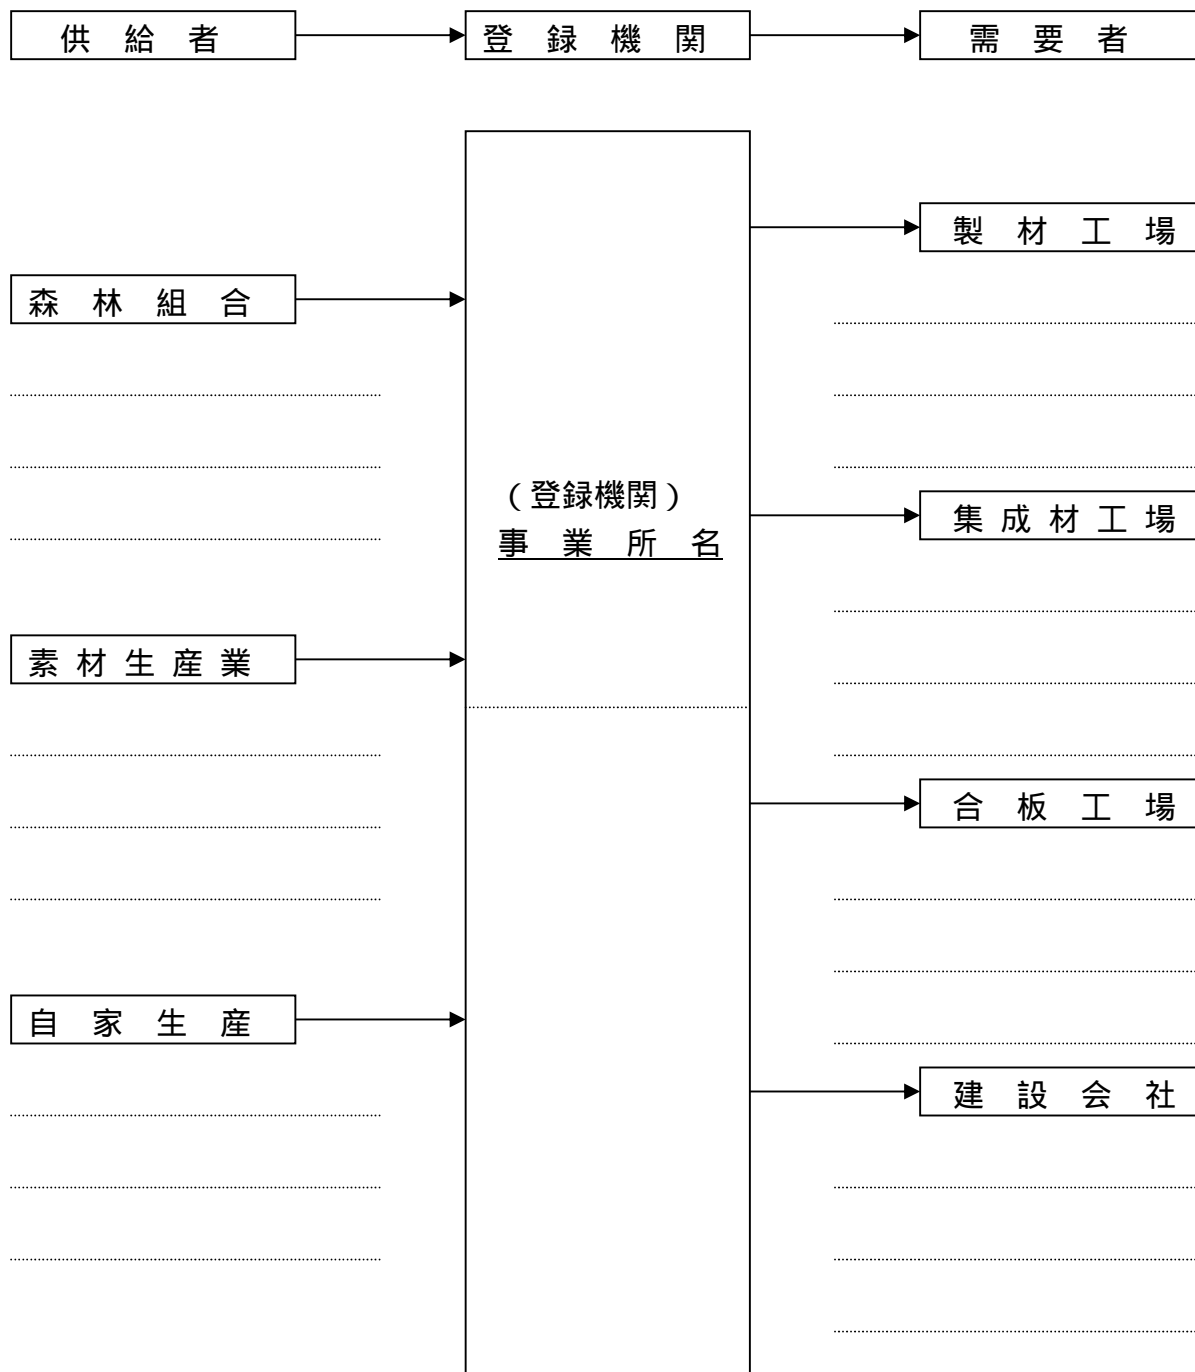 供給者
登録機関
需要者
森林組合
素材生産業
自家生産
（登録機関）
事業所名
製材工場
集成材工場
合板工場
建設会社